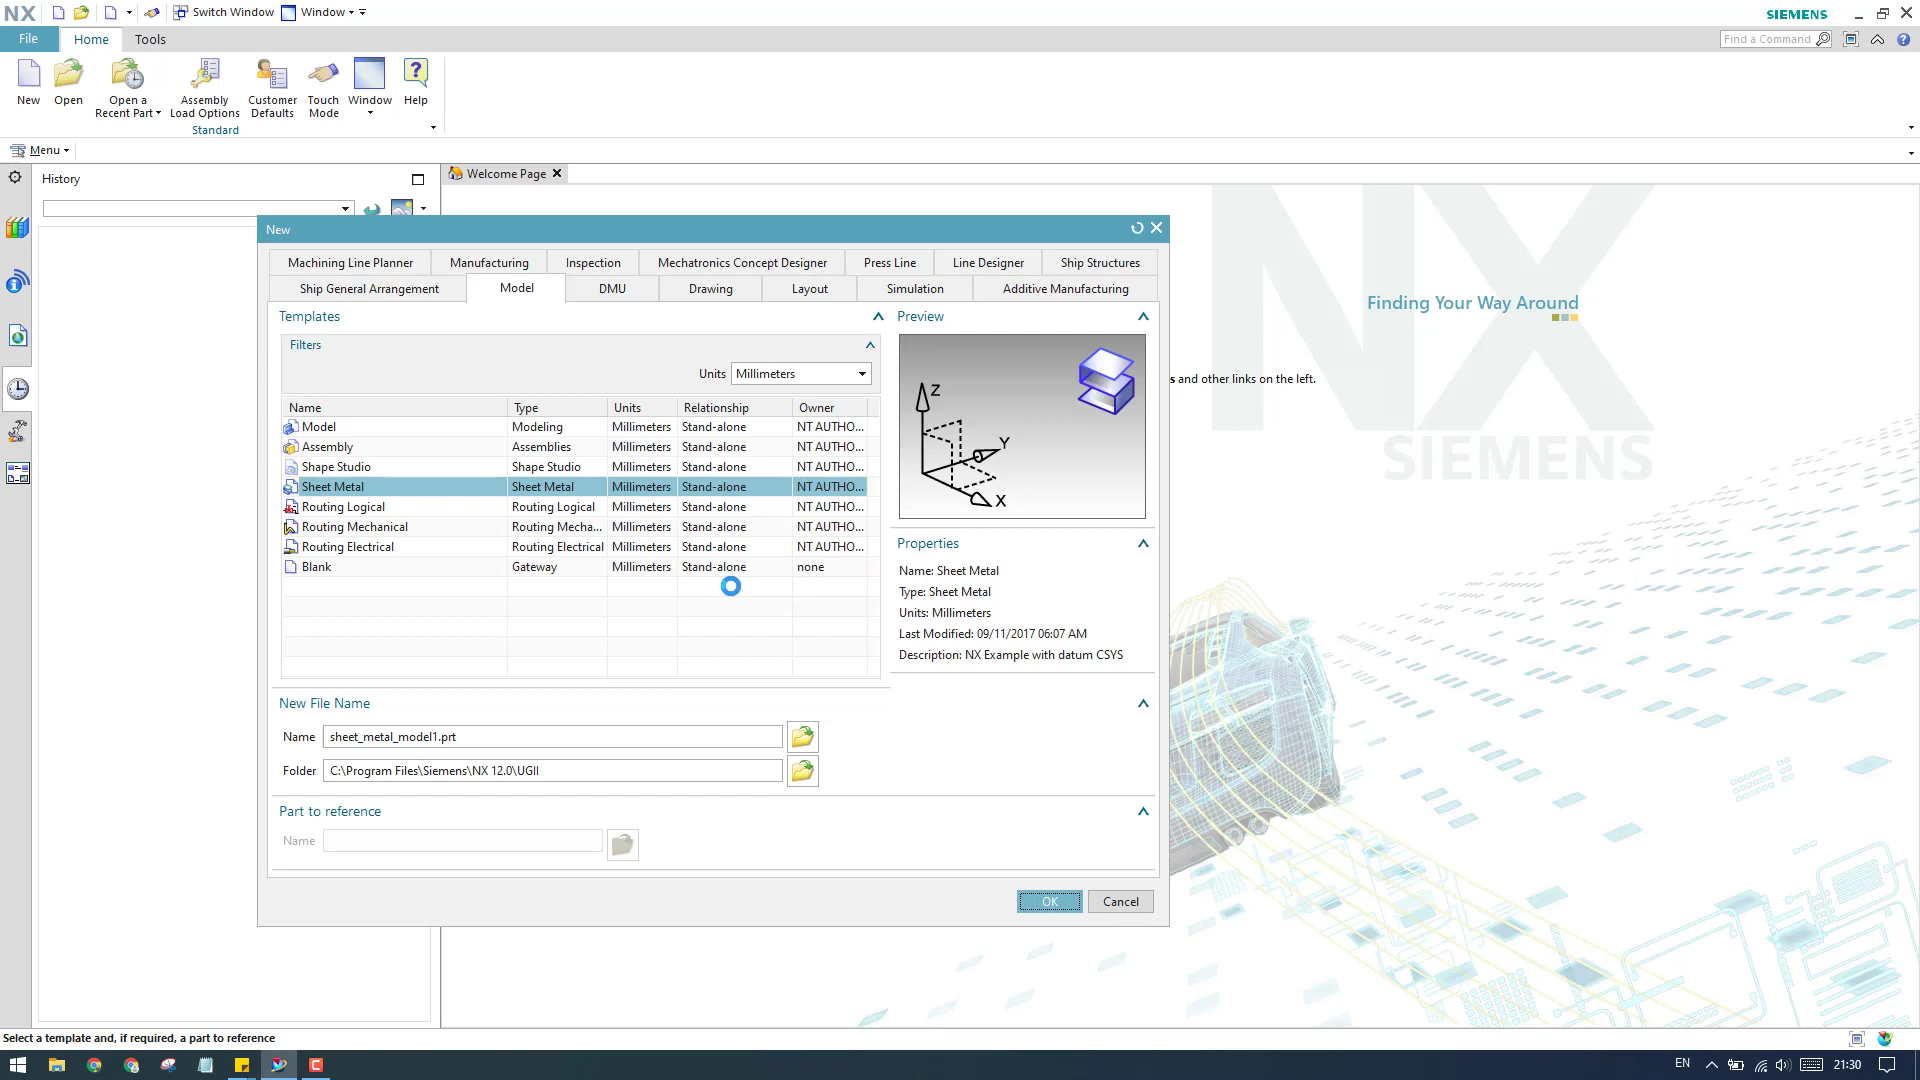 NX Switch Window Window SIEMENS
File Home Tools Find a Command
New Open Open a Recent Part Assembly Load Options Customer Defaults Touch Mode Window Help
Standard
Menu
History Welcome Page
New
Machining Line Planner Manufacturing Inspection Mechatronics Concept Designer Press Line Line Designer Ship Structures
Ship General Arrangement Model DMU Drawing Layout Simulation Additive Manufacturing
Templates
Filters
Units Millimeters
Name Type Units Relationship Owner
Model Modeling Millimeters Stand-alone NT AUTHO...
Assembly Assemblies Millimeters Stand-alone NT AUTHO...
Shape Studio Shape Studio Millimeters Stand-alone NT AUTHO...
Sheet Metal Sheet Metal Millimeters Stand-alone NT AUTHO...
Routing Logical Routing Logical Millimeters Stand-alone NT AUTHO...
Routing Mechanical Routing Mecha... Millimeters Stand-alone NT AUTHO...
Routing Electrical Routing Electrical Millimeters Stand-alone NT AUTHO...
Blank Gateway Millimeters Stand-alone none
Preview
Z
Y
X
Properties
Name: Sheet Metal
Type: Sheet Metal
Units: Millimeters
Last Modified: 09/11/2017 06:07 AM
Description: NX Example with datum CSYS
New File Name
Name sheet_metal_model1.prt
Folder C:\Program Files\Siemens\NX 12.0\UGII
Part to reference
Name
OK Cancel
NX
SIEMENS
Finding Your Way Around
s and other links on the left.
Select a template and, if required, a part to reference
EN 21:30